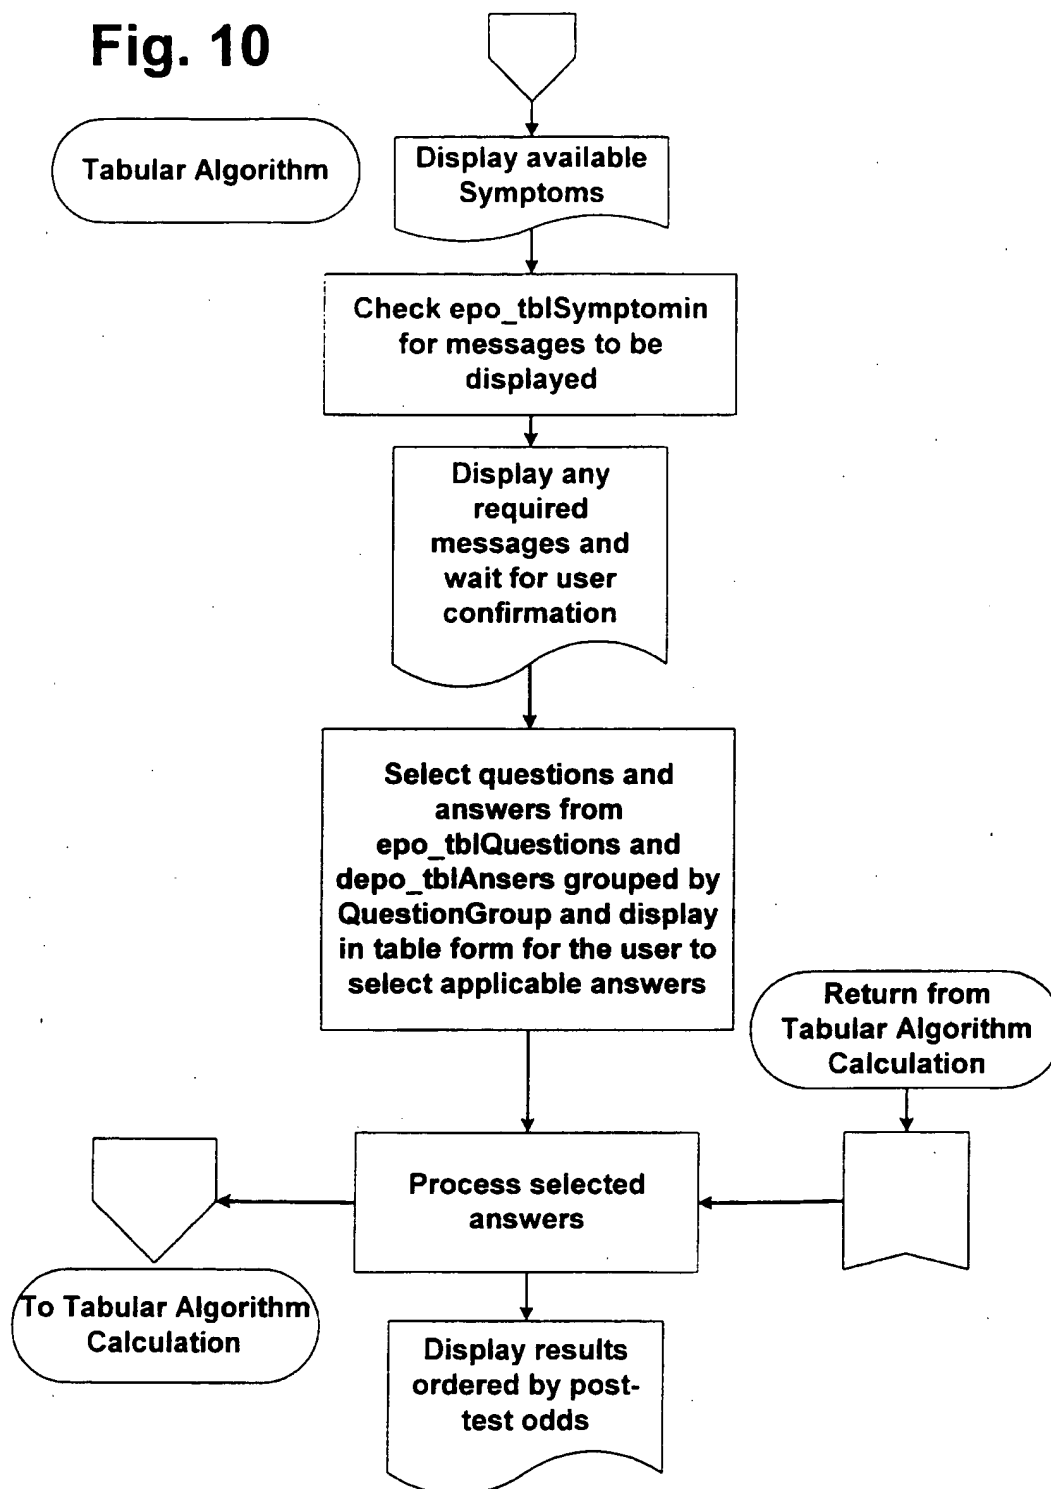 Fig. 10
Tabular Algorithm
Display available
Symptoms
Check epo_tblSymptomin
for messages to be
displayed
Display any
required
messages and
wait for user
confirmation
Select questions and
answers from
epo_tblQuestions and
depo_tblAnsers grouped by
QuestionGroup and display
in table form for the user to
select applicable answers
Return from
Tabular Algorithm
Calculation
Process selected
answers
To Tabular Algorithm
Calculation
Display results
ordered by post-
test odds